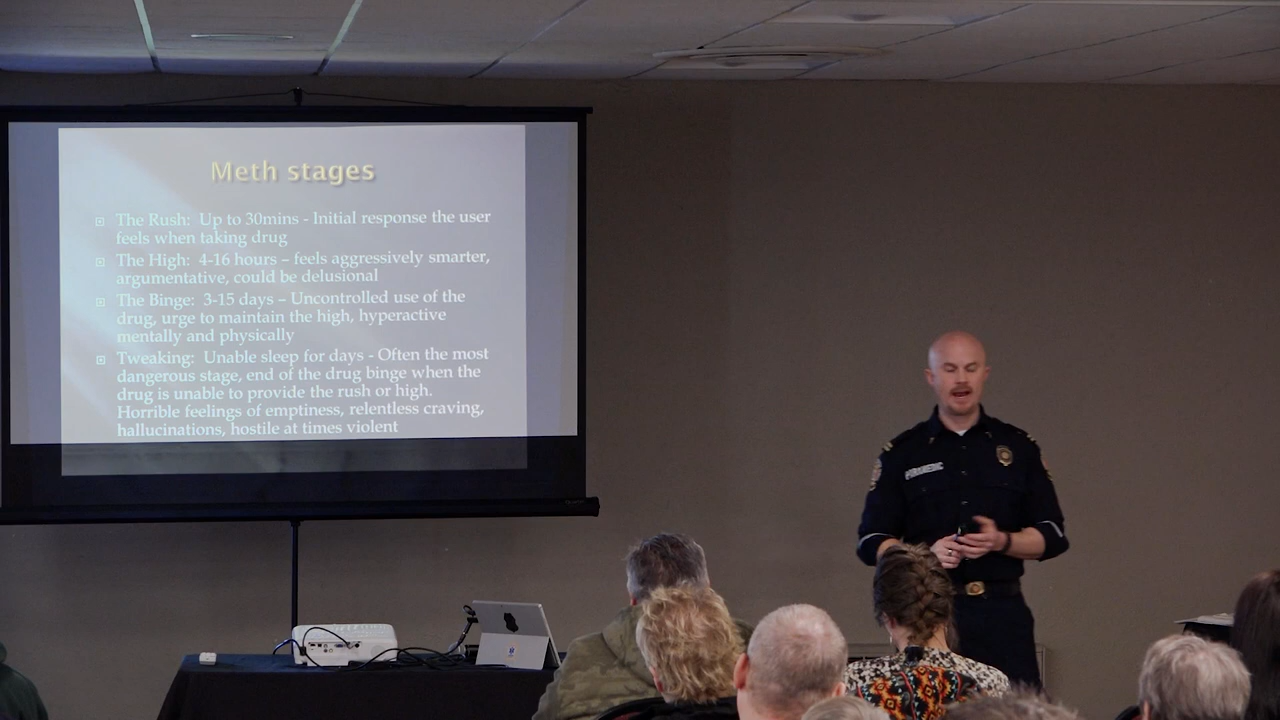 Meth stages
The Rush:  Up to 30mins - Initial response the user
feels when taking drug
The High:  4-16 hours – feels aggressively smarter,
argumentative, could be delusional
The Binge:  3-15 days – Uncontrolled use of the
drug, urge to maintain the high, hyperactive
mentally and physically
Tweaking:  Unable sleep for days - Often the most
dangerous stage, end of the drug binge when the
drug is unable to provide the rush or high.
Horrible feelings of emptiness, relentless craving,
hallucinations, hostile at times violent
PARAMEDIC